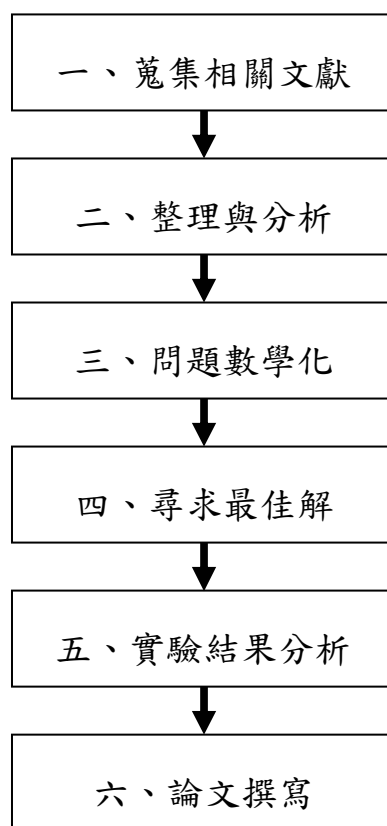 一、蒐集相關文獻
二、整理與分析
三、問題數學化
四、尋求最佳解
五、實驗結果分析
六、論文撰寫